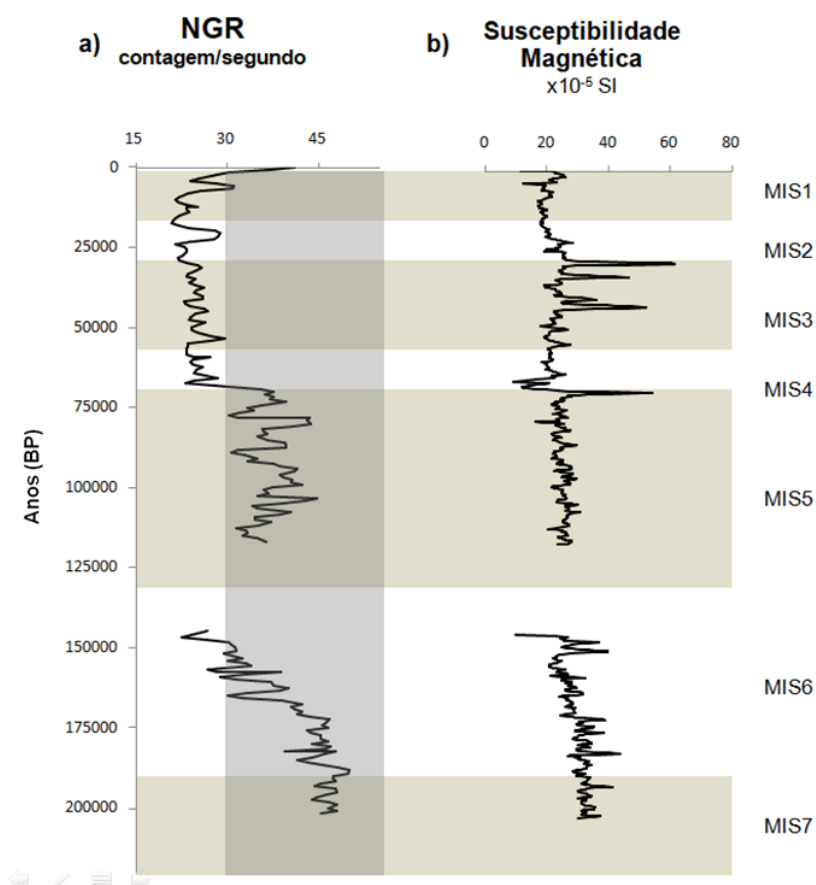 a)
NGR
contagem/segundo
b)
Susceptibilidade
Magnética
x10-5 SI
15 30 45
0 20 40 60 80
0
25000
50000
75000
100000
125000
150000
175000
200000
Anos (BP)
MIS1
MIS2
MIS3
MIS4
MIS5
MIS6
MIS7